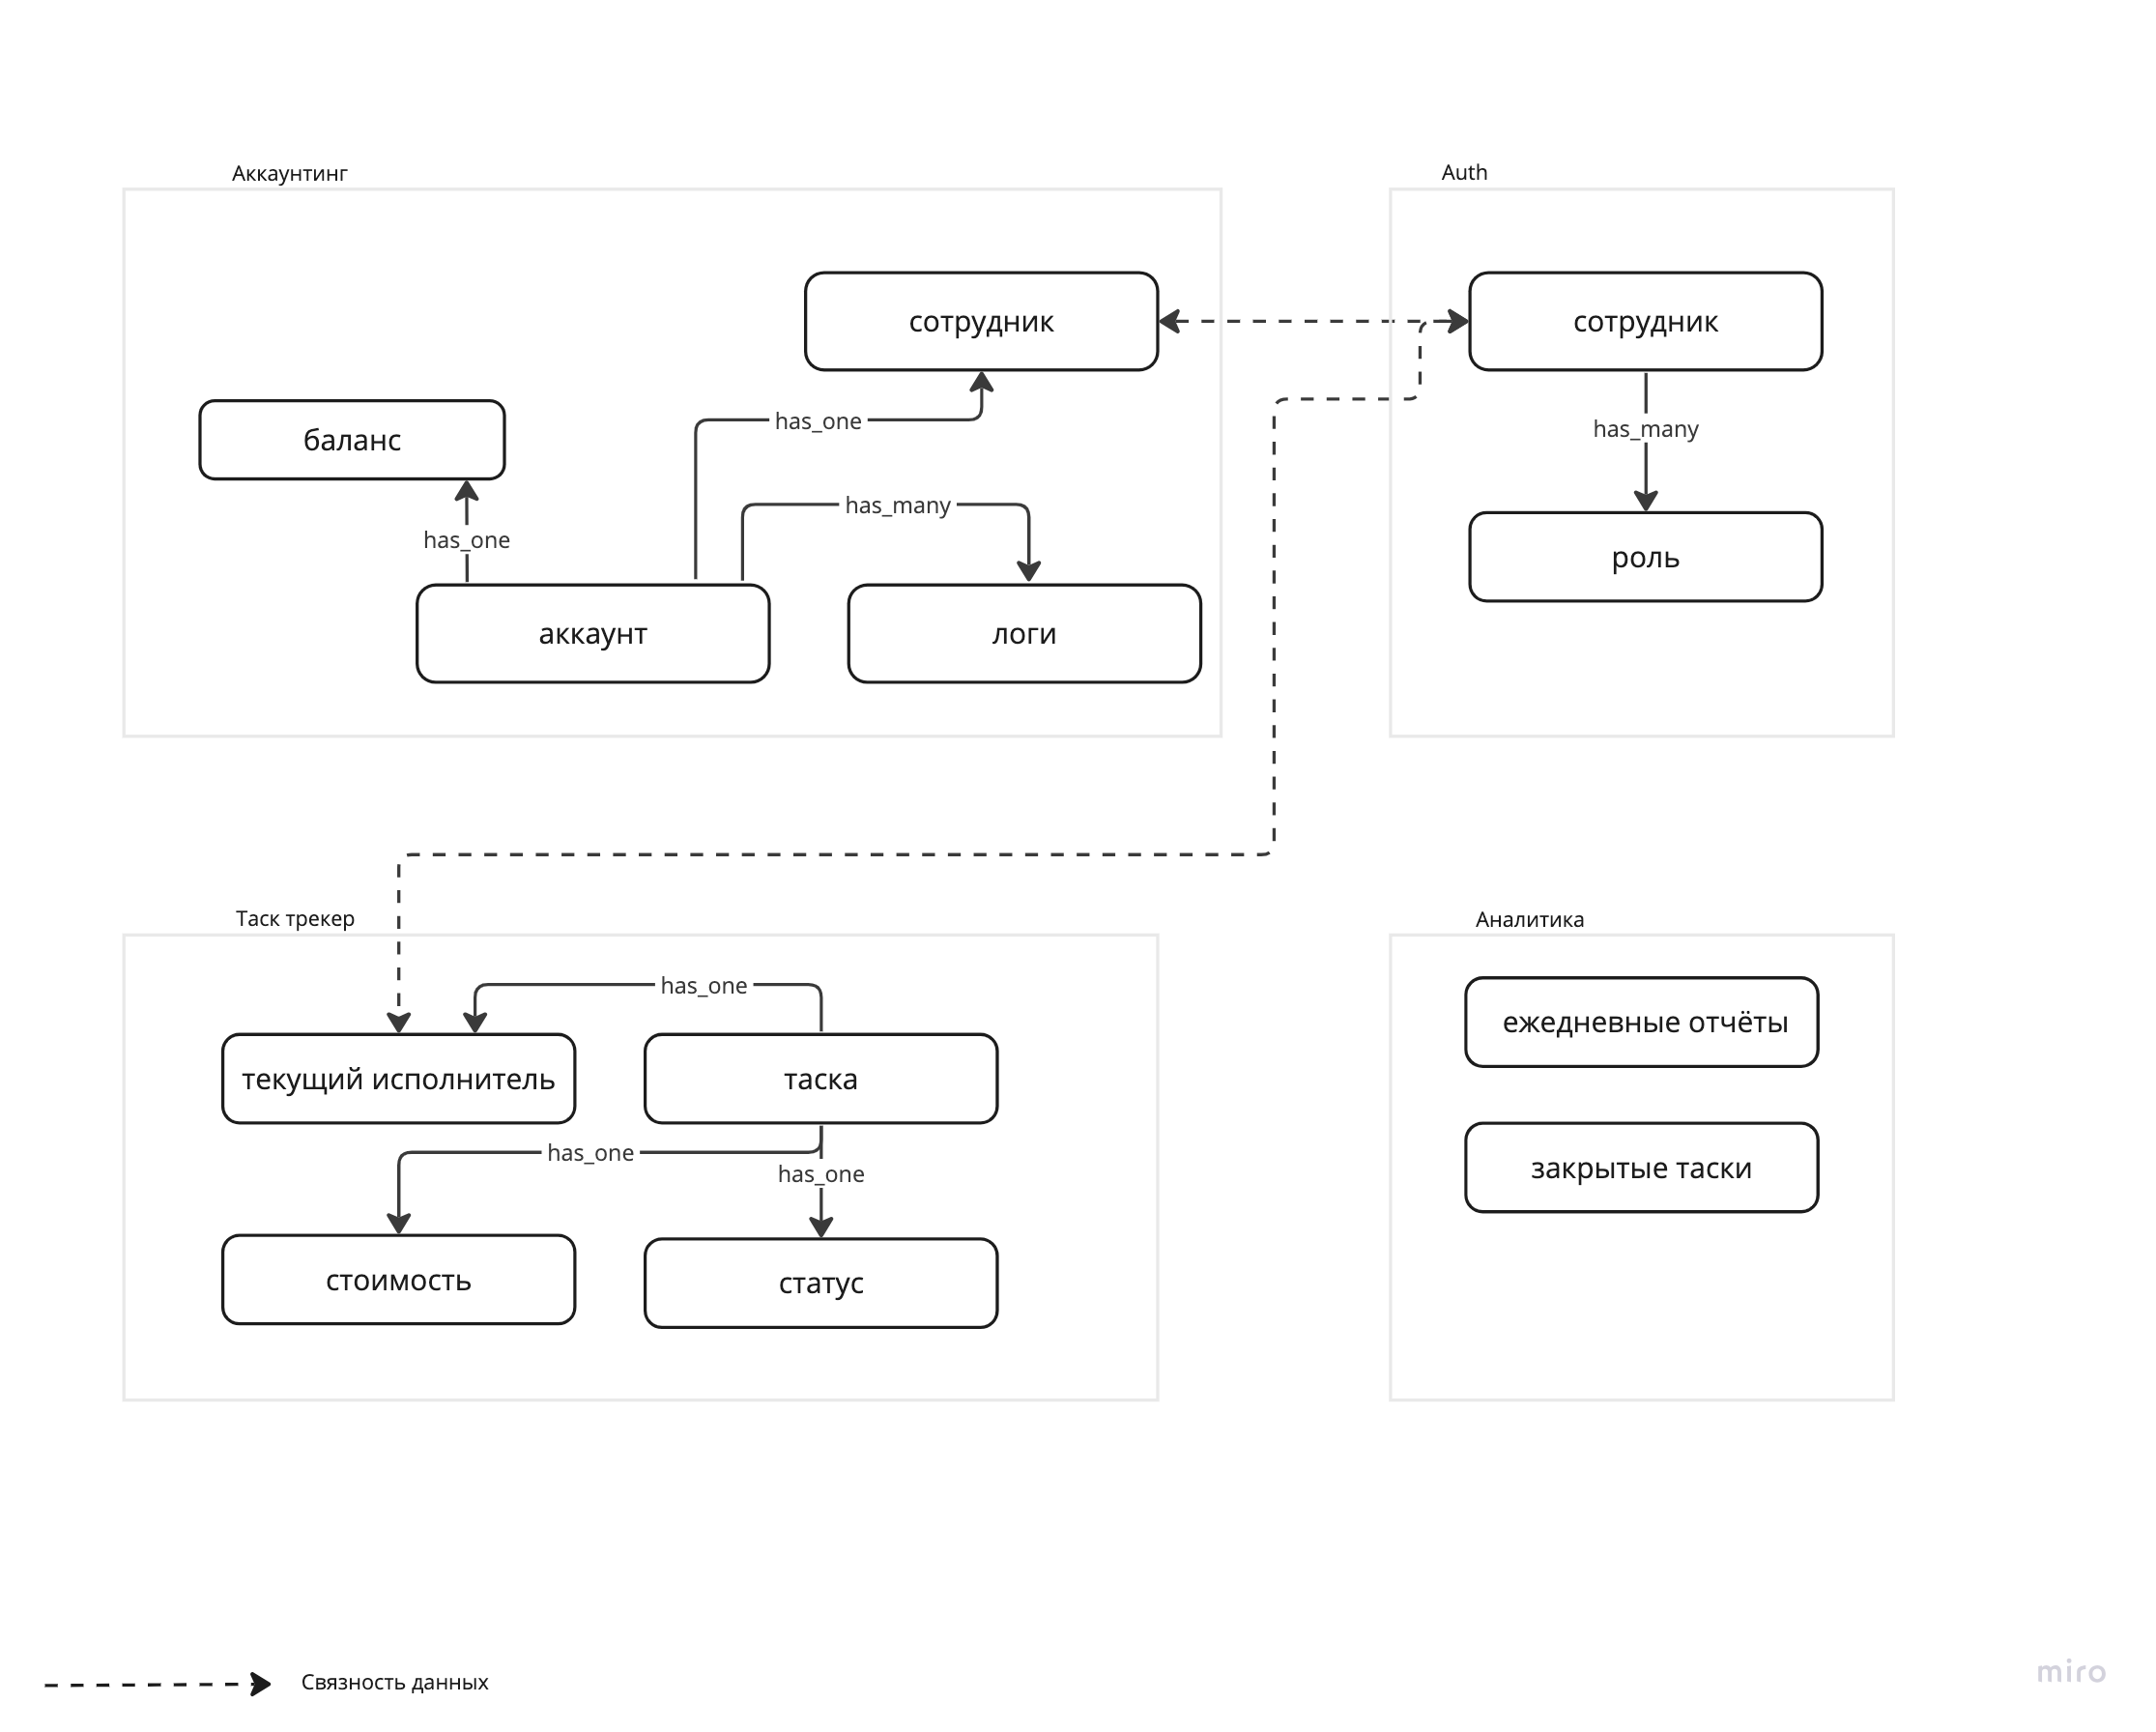 Аккаунтинг
сотрудник
баланс
has_one
has_many
has_one
аккаунт
логи
Auth
сотрудник
has_many
роль
Таск трекер
has_one
текущий исполнитель
таска
has_one
has_one
стоимость
статус
Аналитика
ежедневные отчёты
закрытые таски
Связность данных
miro